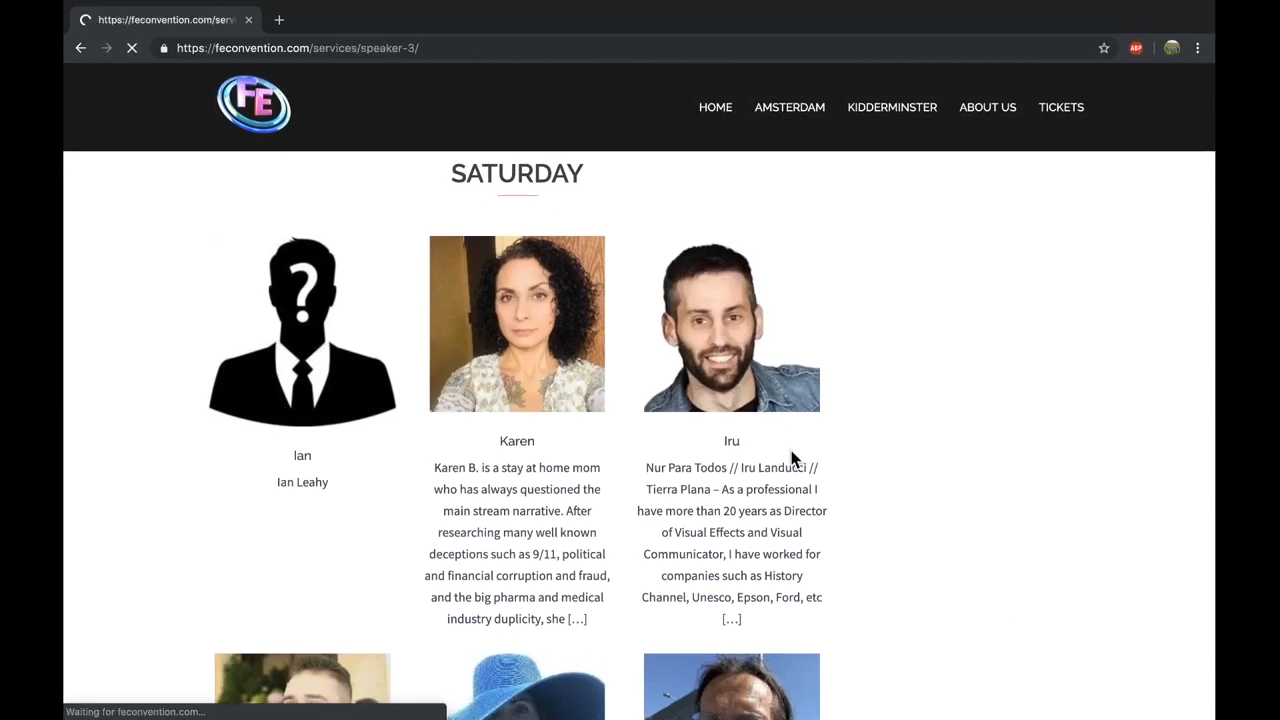 https://feconvention.com/serv
https://feconvention.com/services/speaker-3/
ABP
FE
HOME AMSTERDAM KIDDERMINSTER ABOUT US TICKETS
SATURDAY
?
Ian
Ian Leahy
Karen
Karen B. is a stay at home mom
who has always questioned the
main stream narrative. After
researching many well known
deceptions such as 9/11, political
and financial corruption and fraud,
and the big pharma and medical
industry duplicity, she […]
Iru
Nur Para Todos // Iru Landucci //
Tierra Plana – As a professional I
have more than 20 years as Director
of Visual Effects and Visual
Communicator, I have worked for
companies such as History
Channel, Unesco, Epson, Ford, etc
[…]
Waiting for feconvention.com...